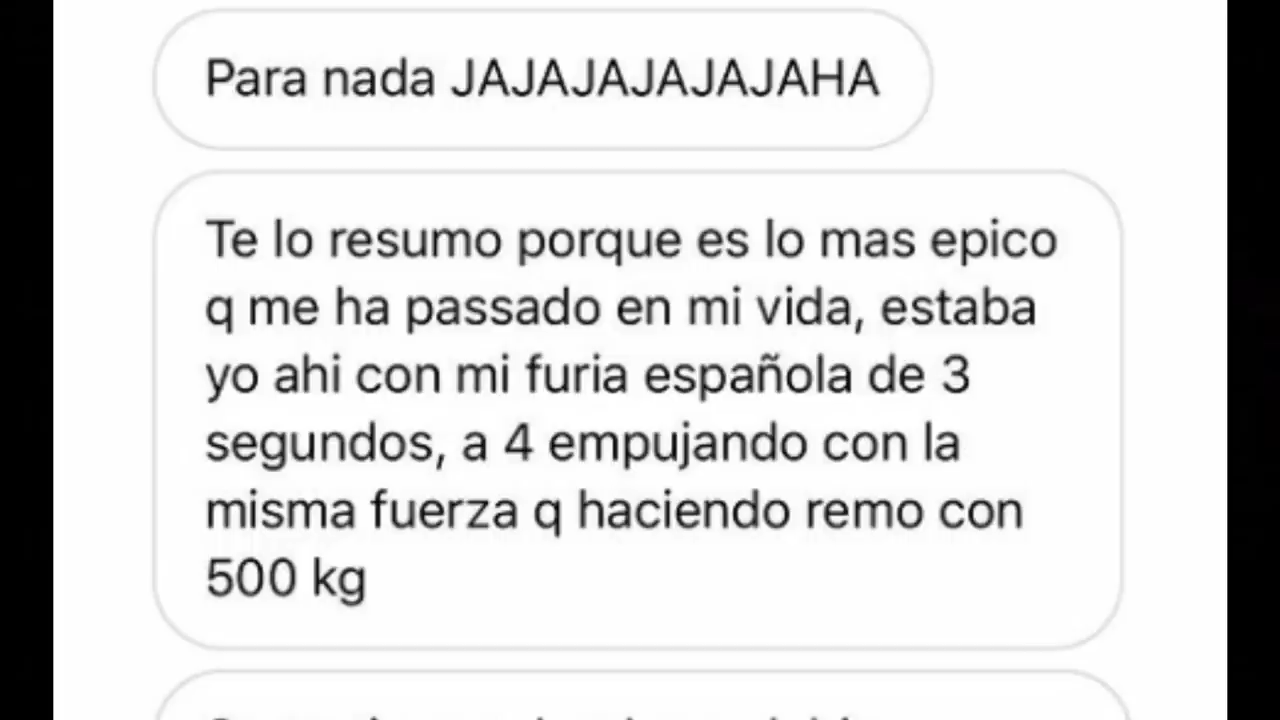 Para nada JAJAJAJAJAJAHA
Te lo resumo porque es lo mas epico
q me ha passado en mi vida, estaba
yo ahi con mi furia española de 3
segundos, a 4 empujando con la
misma fuerza q haciendo remo con
500 kg